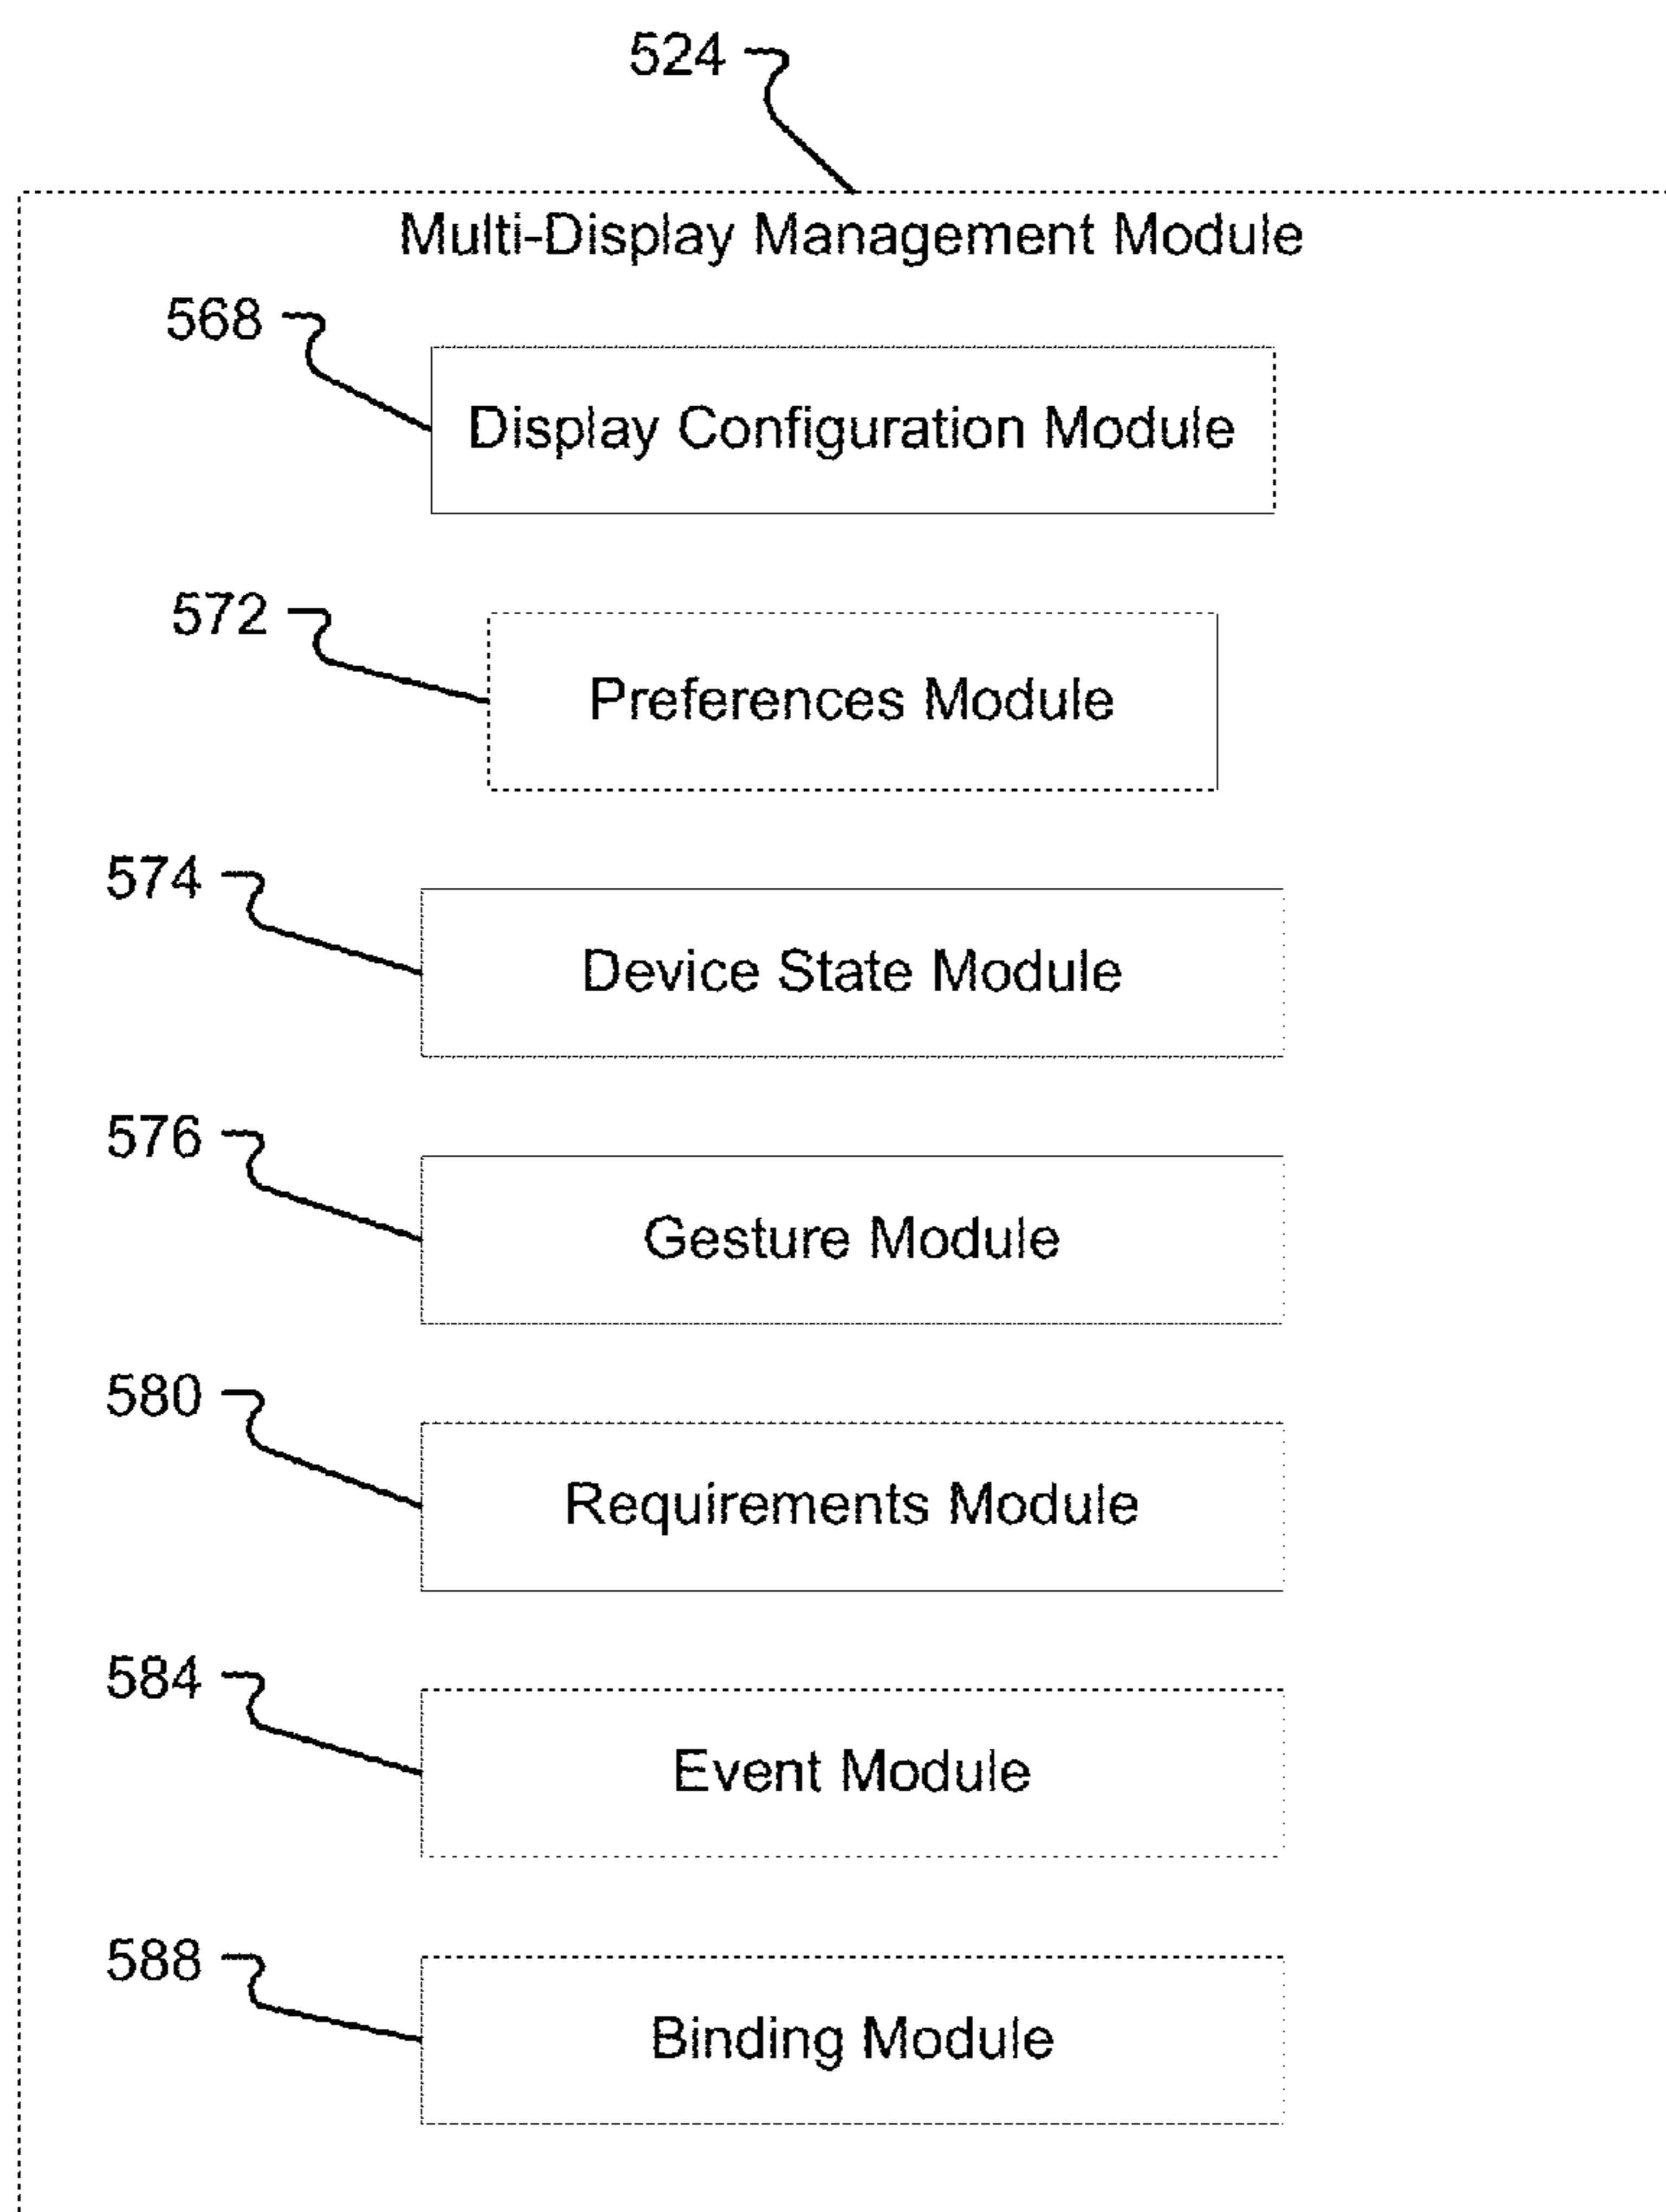 524
Multi-Display Management Module
568
Display Configuration Module
572
Preferences Module
574
Device State Module
576
Gesture Module
580
Requirements Module
584
Event Module
588
Binding Module